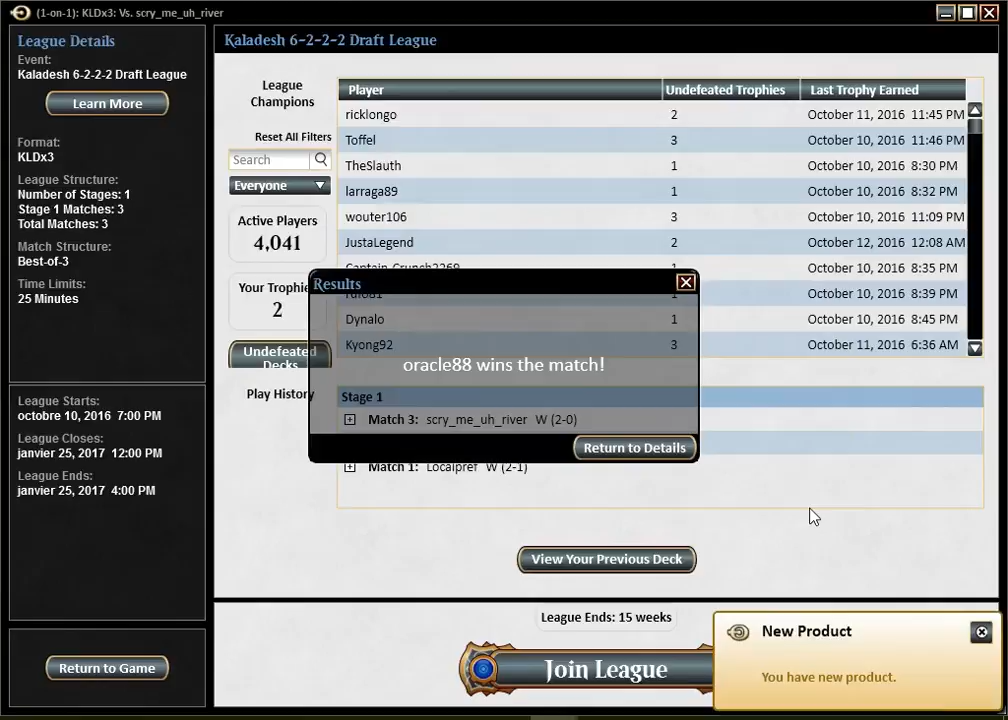 (1-on-1): KLDx3: Vs. scry_me_uh_river
League Details
Event:
Kaladesh 6-2-2-2 Draft League
Learn More
Format:
KLDx3
League Structure:
Number of Stages: 1
Stage 1 Matches: 3
Total Matches: 3
Match Structure:
Best-of-3
Time Limits:
25 Minutes
League Starts:
octobre 10, 2016 7:00 PM
League Closes:
janvier 25, 2017 12:00 PM
League Ends:
janvier 25, 2017 4:00 PM
Return to Game
Kaladesh 6-2-2-2 Draft League
League
Champions
Reset All Filters
Search
Everyone
Active Players
4,041
Your Trophie
2
Undefeated
Decks
Play History
Player Undefeated Trophies Last Trophy Earned
ricklongo 2 October 11, 2016 11:45 PM
Toffel 3 October 10, 2016 11:46 PM
TheSlauth 1 October 10, 2016 8:30 PM
larraga89 1 October 10, 2016 8:32 PM
wouter106 3 October 10, 2016 11:09 PM
JustaLegend 2 October 12, 2016 12:08 AM
October 10, 2016 8:35 PM
1 October 10, 2016 8:39 PM
Dynalo 1 October 10, 2016 8:45 PM
Kyong92 3 October 11, 2016 6:36 AM
Results
oracle88 wins the match!
Stage 1
Match 3: scry_me_uh_river W (2-0)
Return to Details
Match 1: Localpref W (2-1)
View Your Previous Deck
League Ends: 15 weeks
Join League
New Product
You have new product.